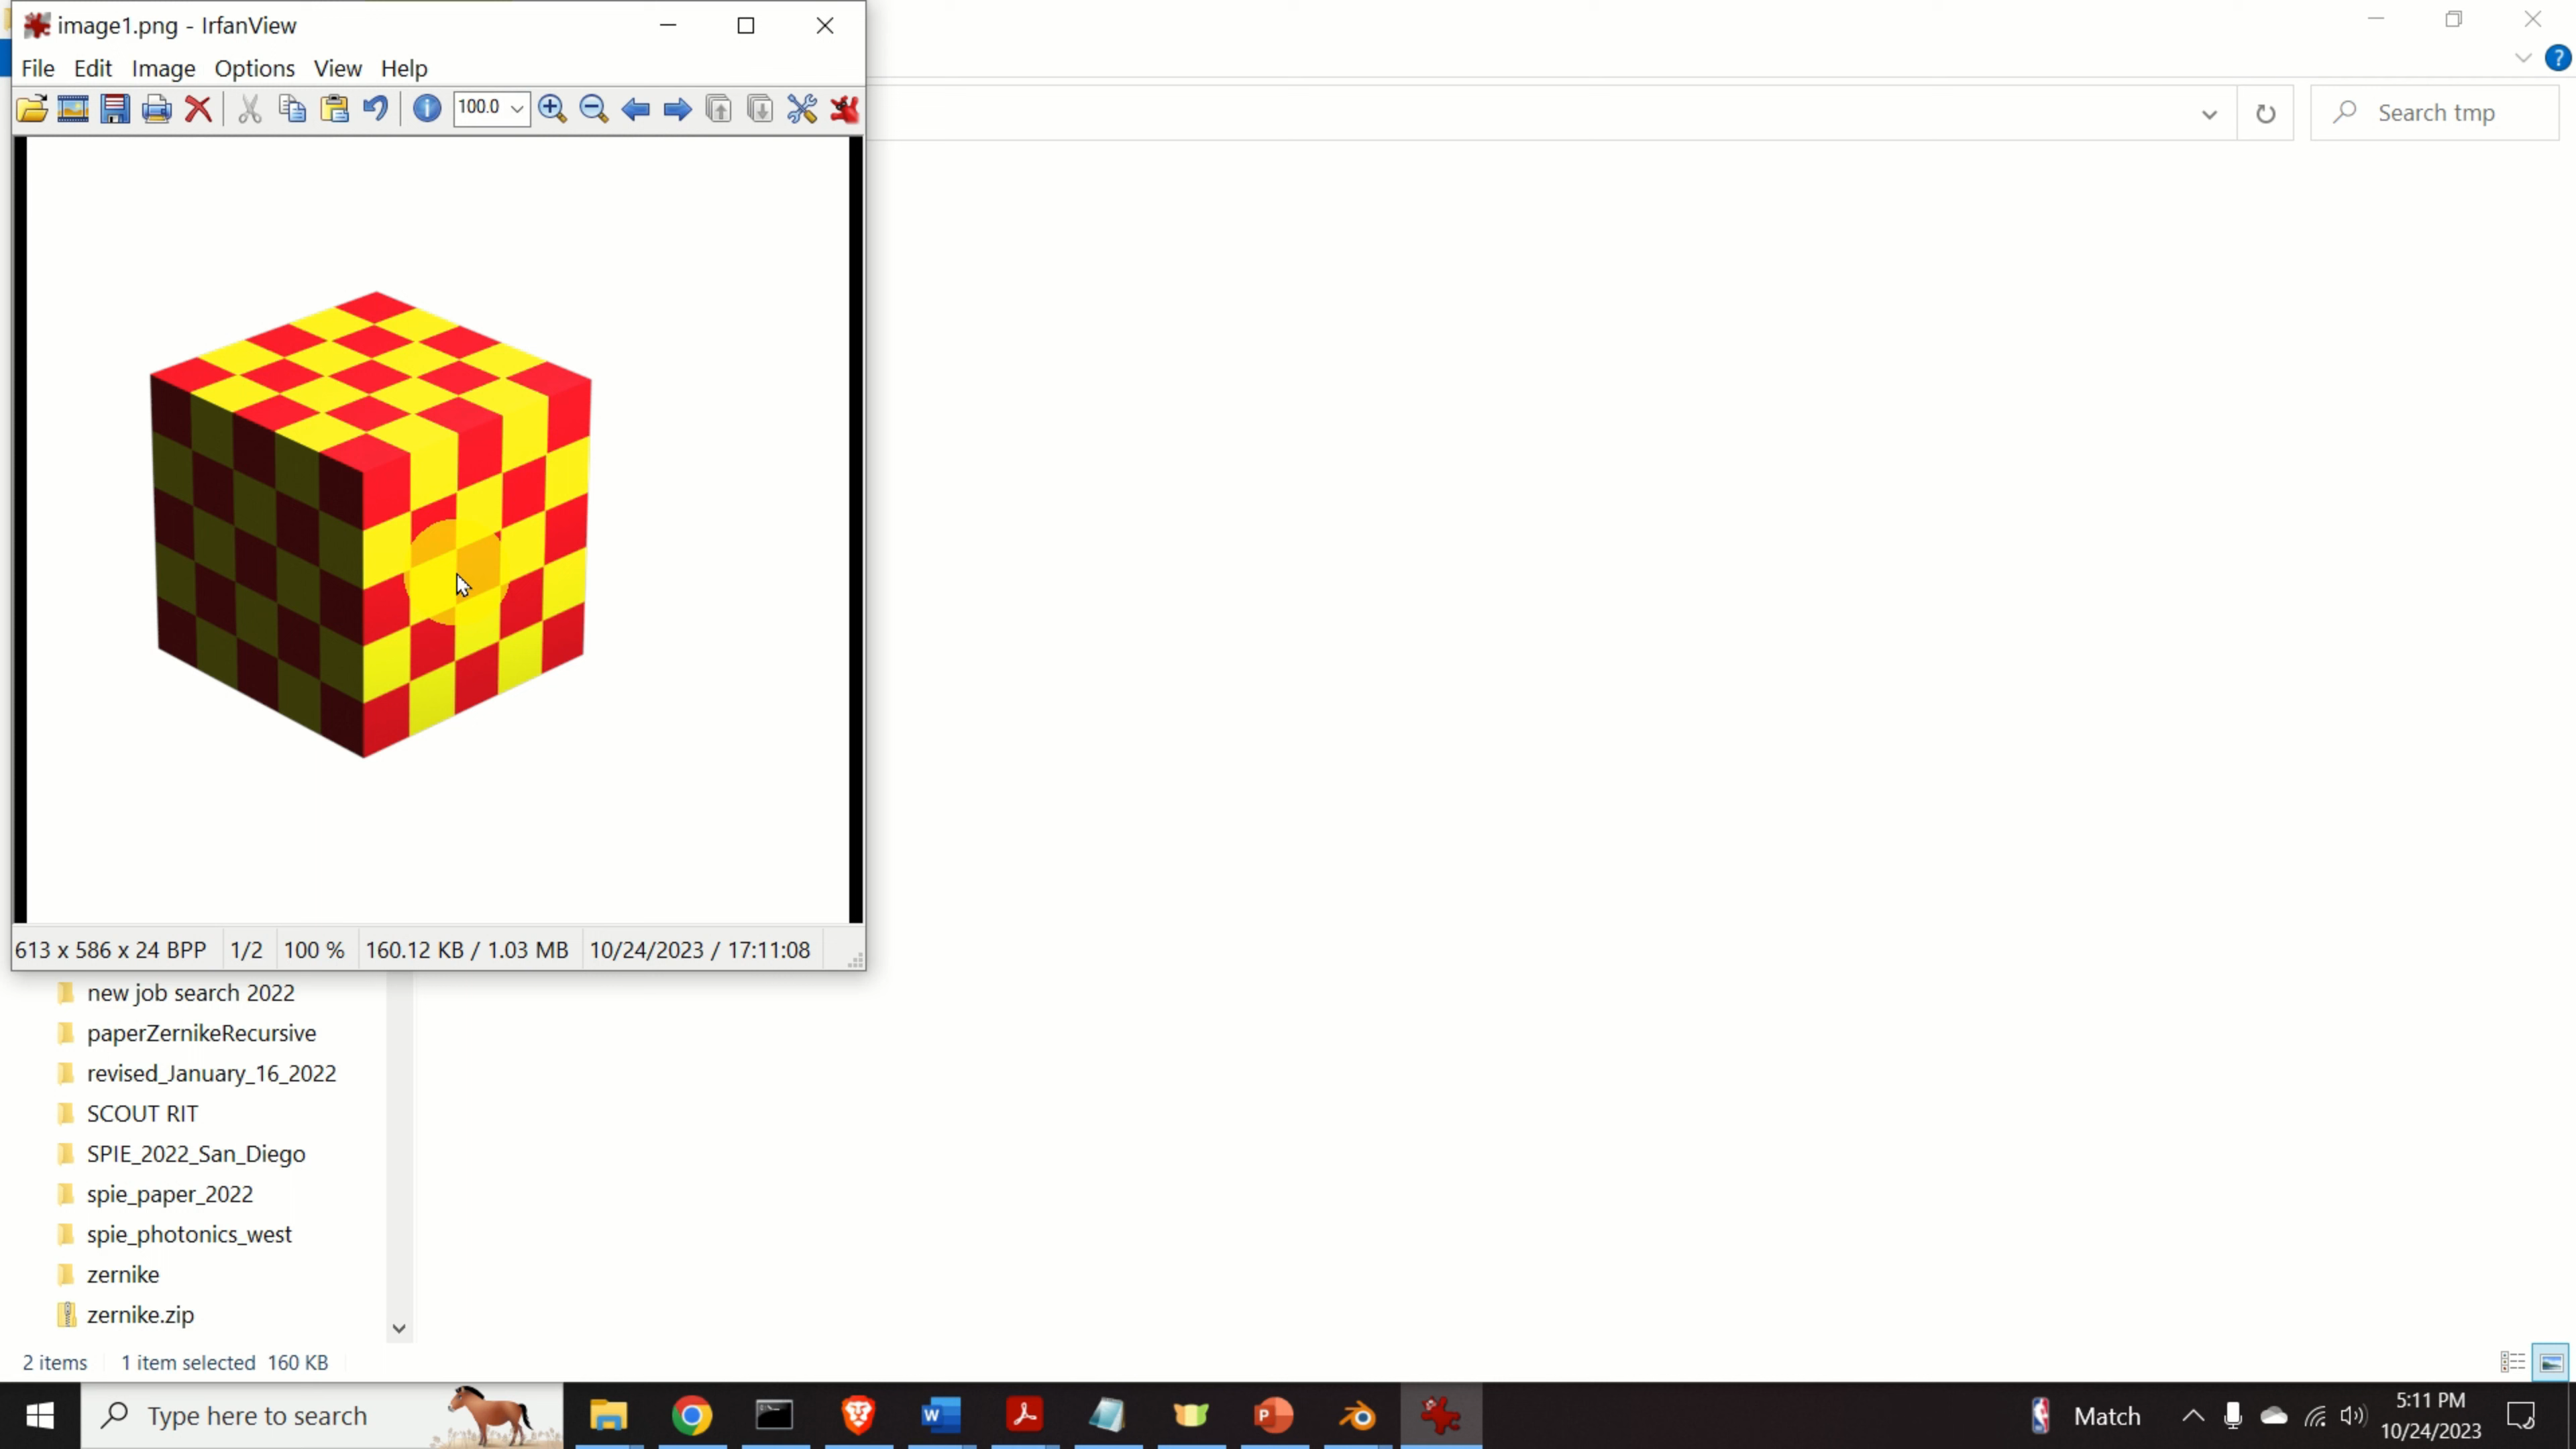 image1.png - IrfanView
File Edit Image Options View Help
100.0
Search tmp
613 x 586 x 24 BPP 1/2 100 % 160.12 KB / 1.03 MB 10/24/2023 / 17:11:08
new job search 2022
paperZernikeRecursive
revised_January_16_2022
SCOUT RIT
SPIE_2022_San_Diego
spie_paper_2022
spie_photonics_west
zernike
zernike.zip
2 items 1 item selected 160 KB
Type here to search
Match
5:11 PM
10/24/2023